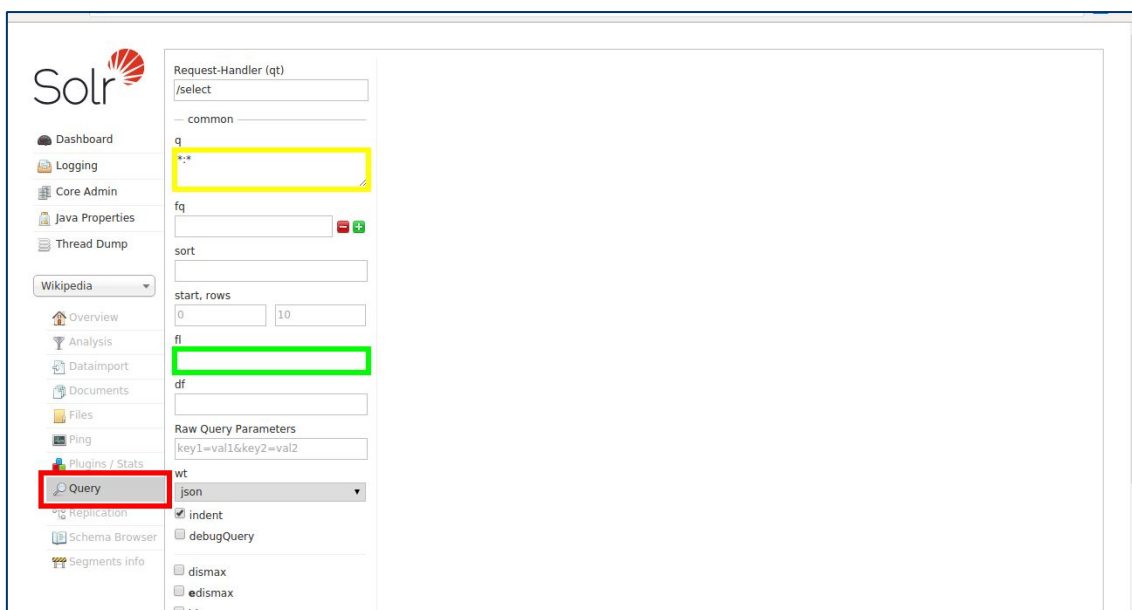 Solr
Dashboard
Logging
Core Admin
Java Properties
Thread Dump
Wikipedia
Overview
Analysis
Dataimport
Documents
Files
Ping
Plugins / Stats
Query
Replication
Schema Browser
Segments info
Request-Handler (qt)
/select
common
q
*:*
fq
sort
start, rows
0 10
fl
df
Raw Query Parameters
key1=val1&key2=val2
wt
json
indent
debugQuery
dismax
edismax